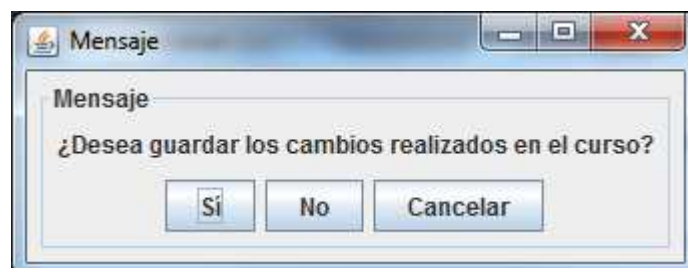 Mensaje
Mensaje
¿Desea guardar los cambios realizados en el curso?
Sí No Cancelar